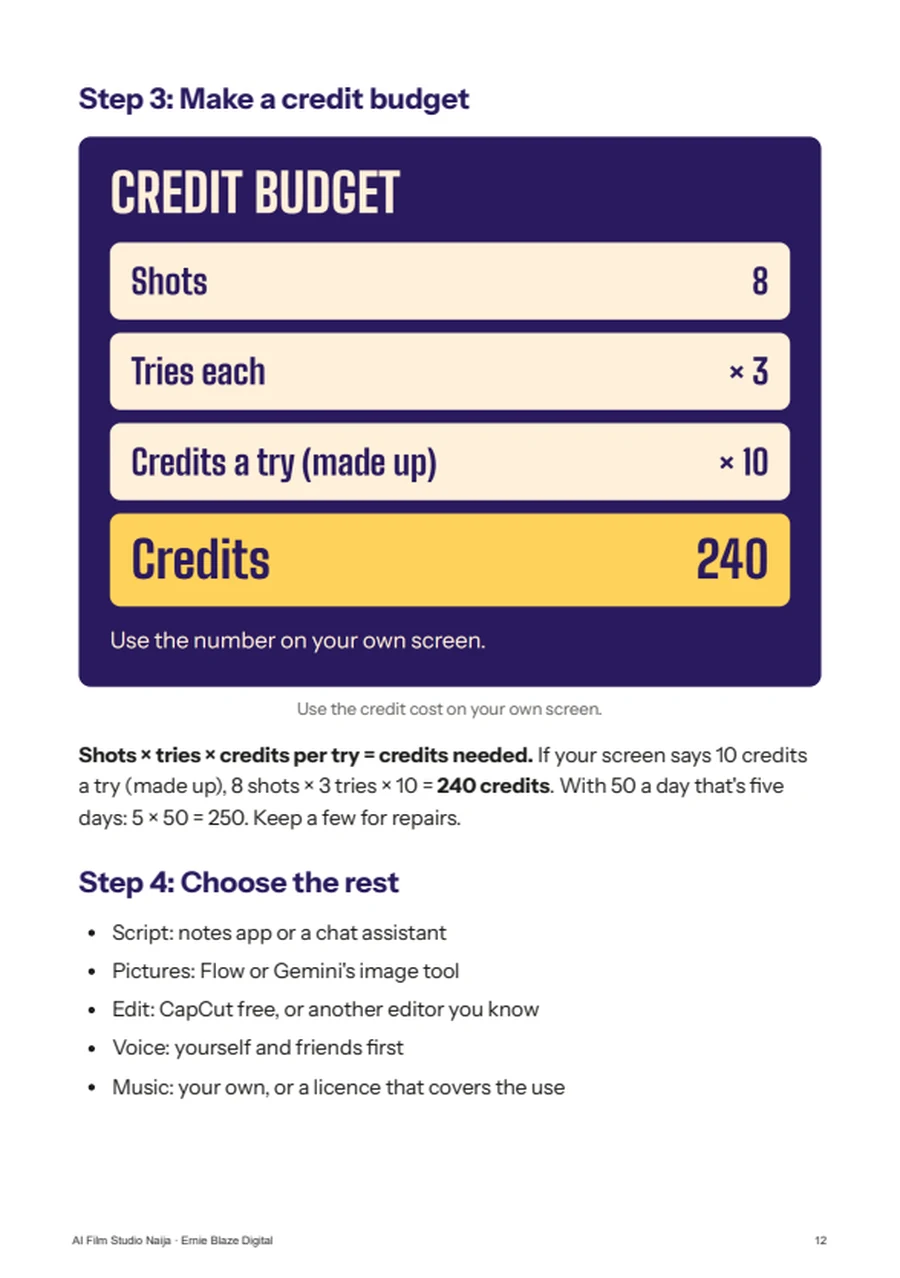 Step 3: Make a credit budget
CREDIT BUDGET
Shots 8
Tries each × 3
Credits a try (made up) × 10
Credits 240
Use the number on your own screen.
Use the credit cost on your own screen.
Shots × tries × credits per try = credits needed. If your screen says 10 credits
a try (made up), 8 shots × 3 tries × 10 = 240 credits. With 50 a day that's five
days: 5 × 50 = 250. Keep a few for repairs.
Step 4: Choose the rest
• Script: notes app or a chat assistant
• Pictures: Flow or Gemini's image tool
• Edit: CapCut free, or another editor you know
• Voice: yourself and friends first
• Music: your own, or a licence that covers the use
AI Film Studio Naija · Ernie Blaze Digital 12